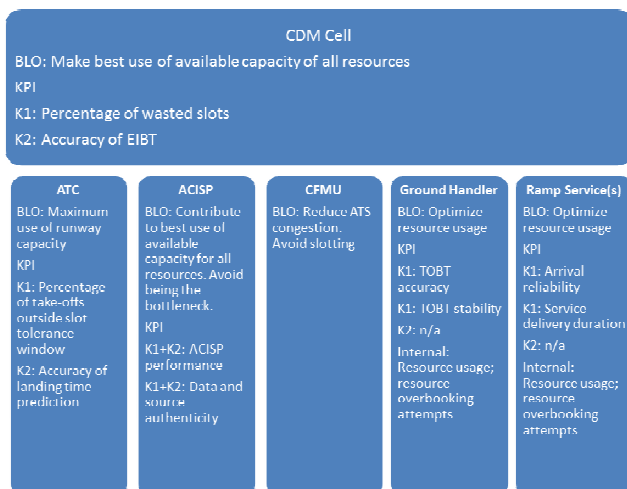 CDM Cell
BLO: Make best use of available capacity of all resources
KPI
K1: Percentage of wasted slots
K2: Accuracy of EIBT
ATC
BLO: Maximum
use of runway
capacity
KPI
K1: Percentage
of take-offs
outside slot
tolerance
window
K2: Accuracy of
landing time
prediction
ACISP
BLO: Contribute
to best use of
available
capacity for all
resources. Avoid
being the
bottleneck.
KPI
K1+K2: ACISP
performance
K1+K2: Data and
source
authenticity
CFMU
BLO: Reduce ATS
congestion.
Avoid slotting
Ground Handler
BLO: Optimize
resource usage
KPI
K1: TOBT
accuracy
K1: TOBT stability
K2: n/a
Internal:
Resource usage;
resource
overbooking
attempts
Ramp Service(s)
BLO: Optimize
resource usage
KPI
K1: Arrival
reliability
K1: Service
delivery duration
K2: n/a
Internal:
Resource usage;
resource
overbooking
attempts